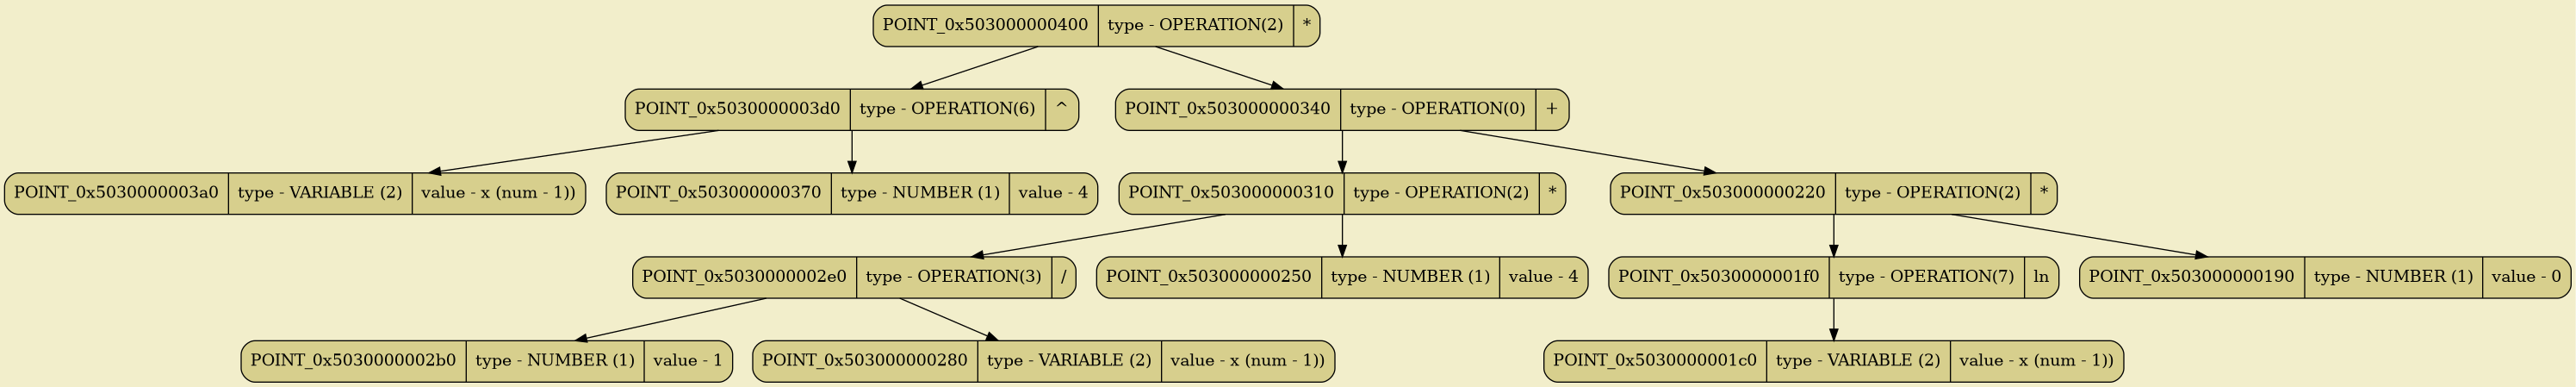 POINT_0x503000000400 type - OPERATION(2) *
POINT_0x5030000003d0 type - OPERATION(6) ^
POINT_0x503000000340 type - OPERATION(0) +
POINT_0x5030000003a0 type - VARIABLE (2) value - x (num - 1))
POINT_0x503000000370 type - NUMBER (1) value - 4
POINT_0x503000000310 type - OPERATION(2) *
POINT_0x503000000220 type - OPERATION(2) *
POINT_0x5030000002e0 type - OPERATION(3) /
POINT_0x503000000250 type - NUMBER (1) value - 4
POINT_0x5030000001f0 type - OPERATION(7) ln
POINT_0x503000000190 type - NUMBER (1) value - 0
POINT_0x5030000002b0 type - NUMBER (1) value - 1
POINT_0x503000000280 type - VARIABLE (2) value - x (num - 1))
POINT_0x5030000001c0 type - VARIABLE (2) value - x (num - 1))